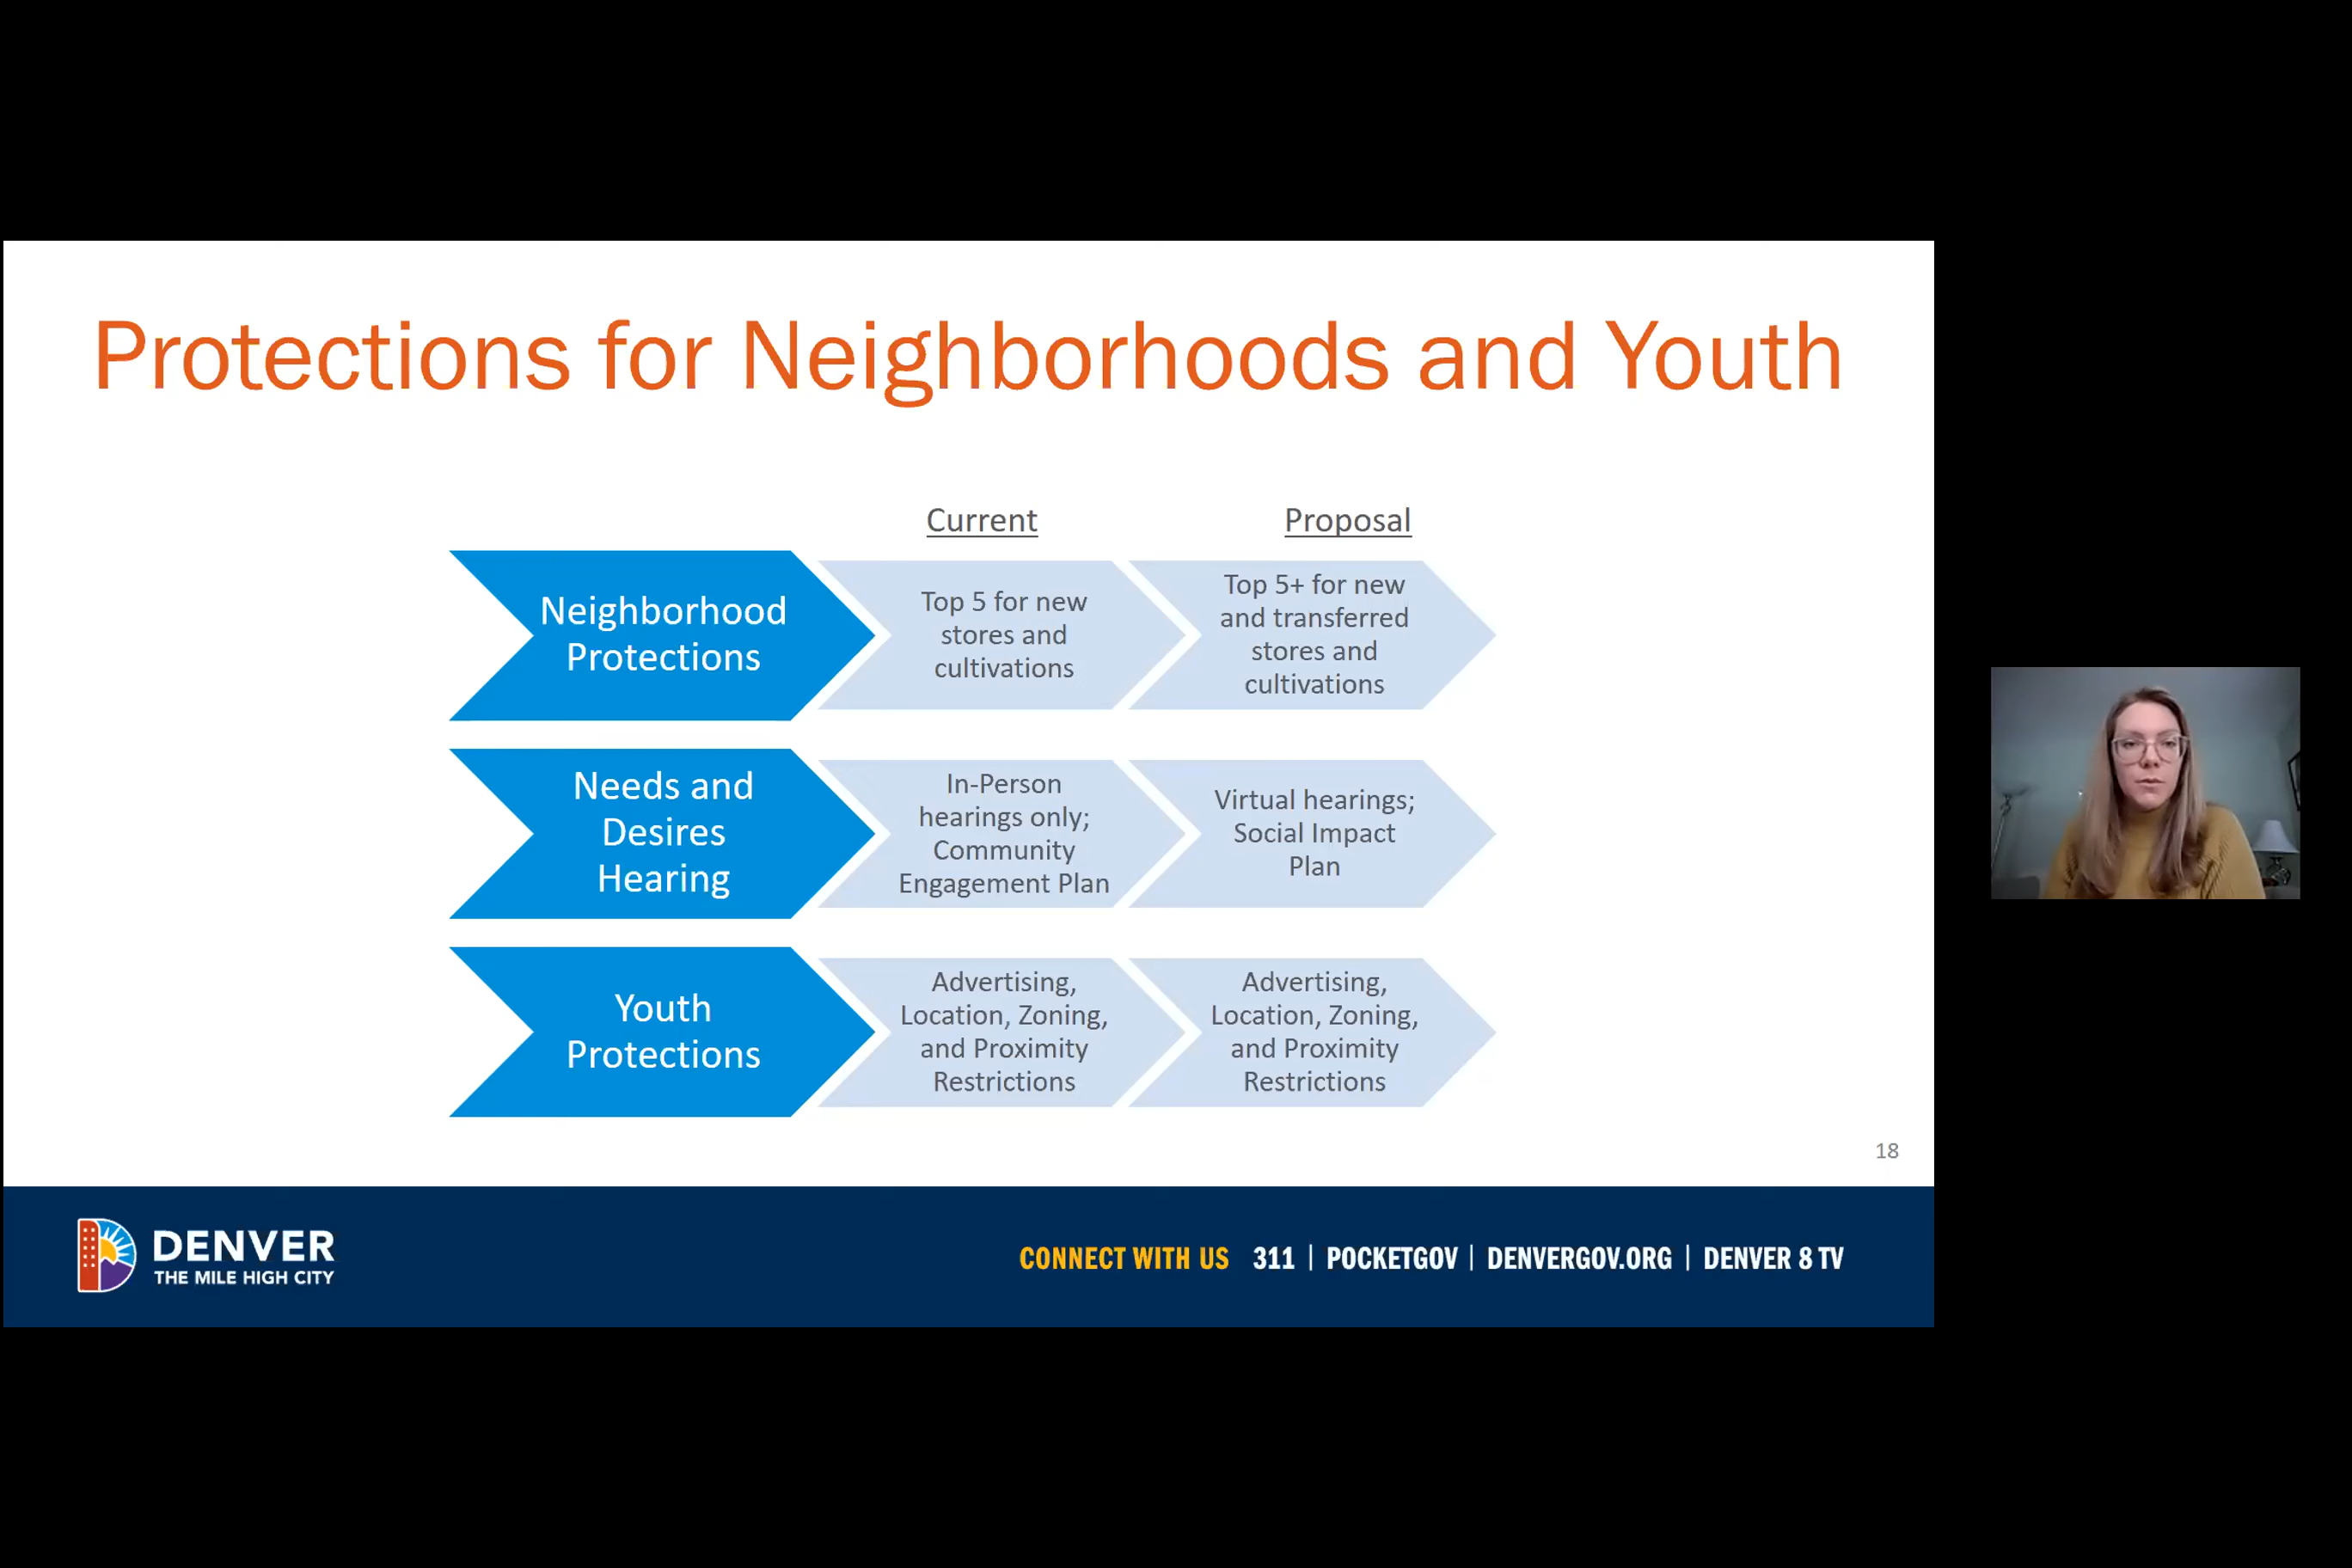 Protections for Neighborhoods and Youth
Current
Proposal
Neighborhood
Protections
Top 5 for new
stores and
cultivations
Top 5+ for new
and transferred
stores and
cultivations
Needs and
Desires
Hearing
In-Person
hearings only;
Community
Engagement Plan
Virtual hearings;
Social Impact
Plan
Youth
Protections
Advertising,
Location, Zoning,
and Proximity
Restrictions
Advertising,
Location, Zoning,
and Proximity
Restrictions
18
DENVER
THE MILE HIGH CITY
CONNECT WITH US 311 | POCKETGOV | DENVERGOV.ORG | DENVER 8 TV